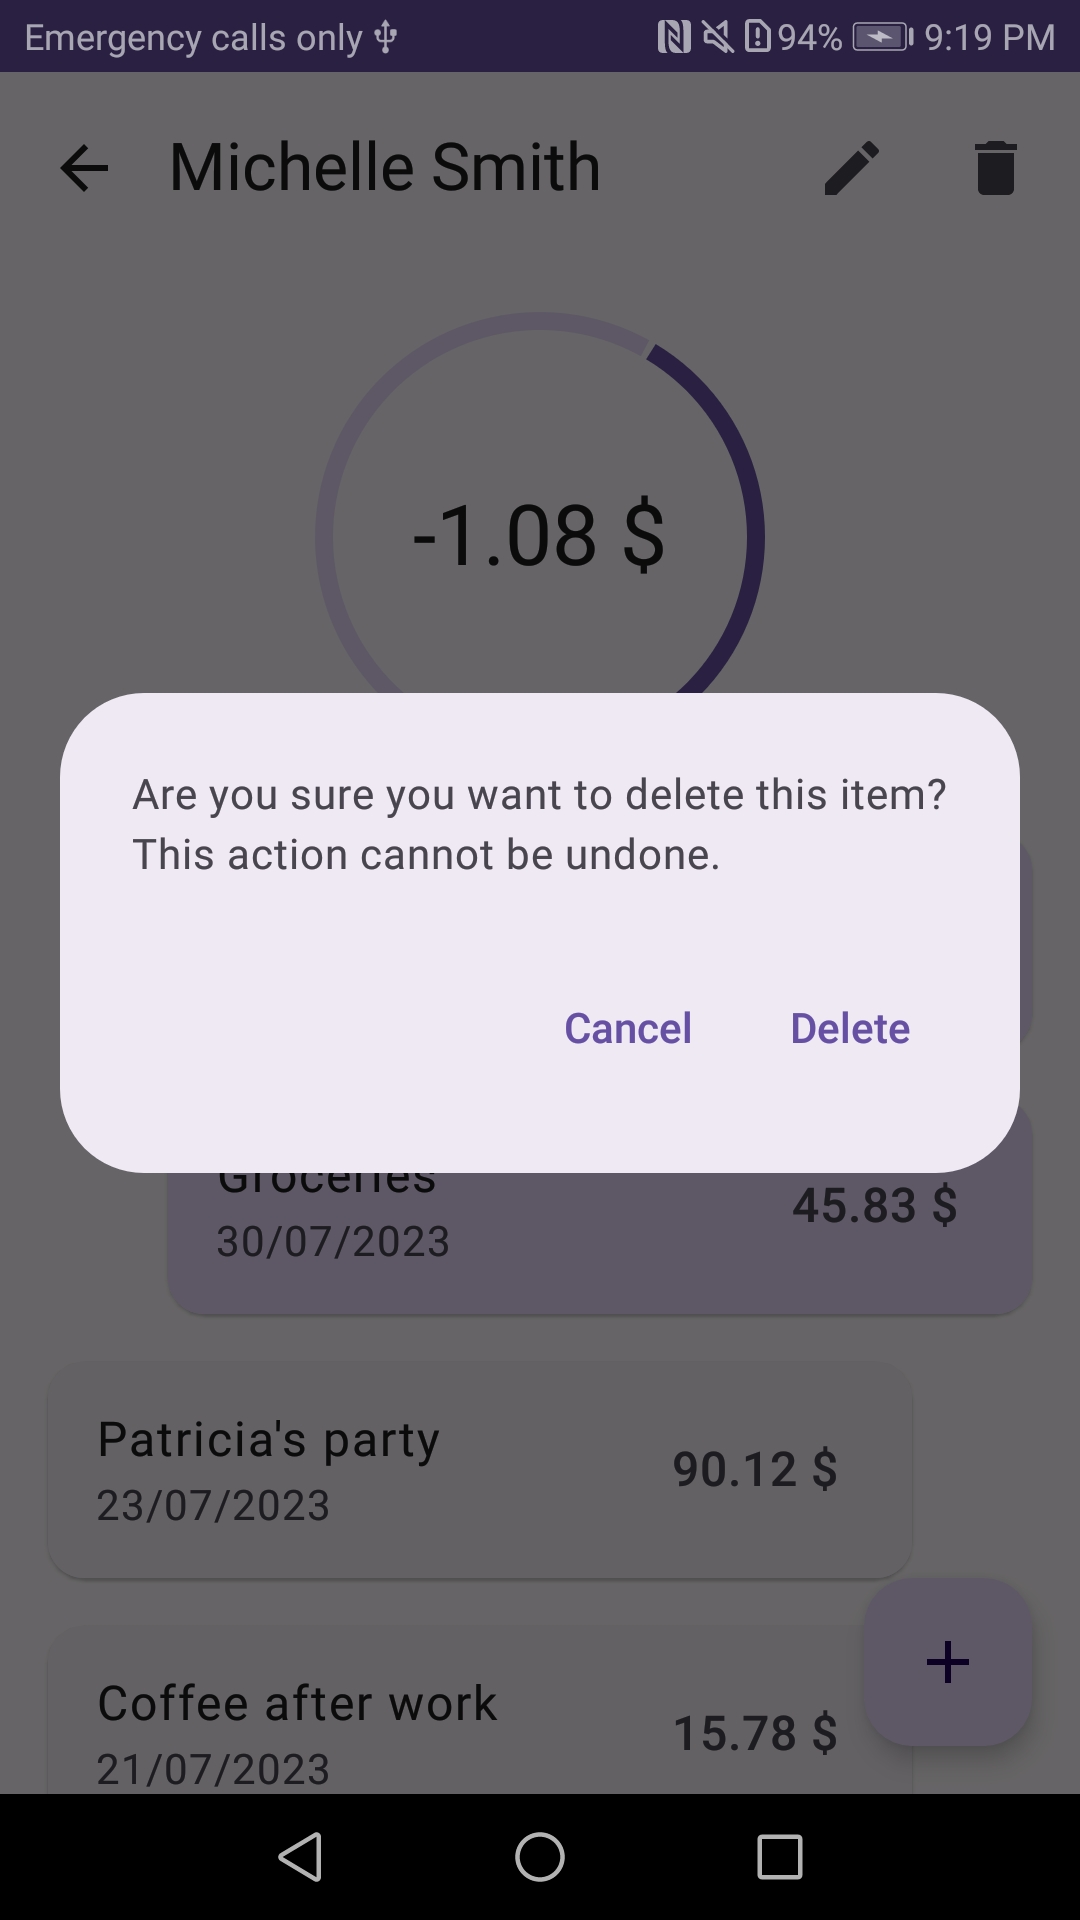 Emergency calls only 94% 9:19 PM
Michelle Smith
-1.08 $
Are you sure you want to delete this item?
This action cannot be undone.
Cancel Delete
Groceries
45.83 $
30/07/2023
Patricia's party
90.12 $
23/07/2023
Coffee after work
15.78 $
21/07/2023